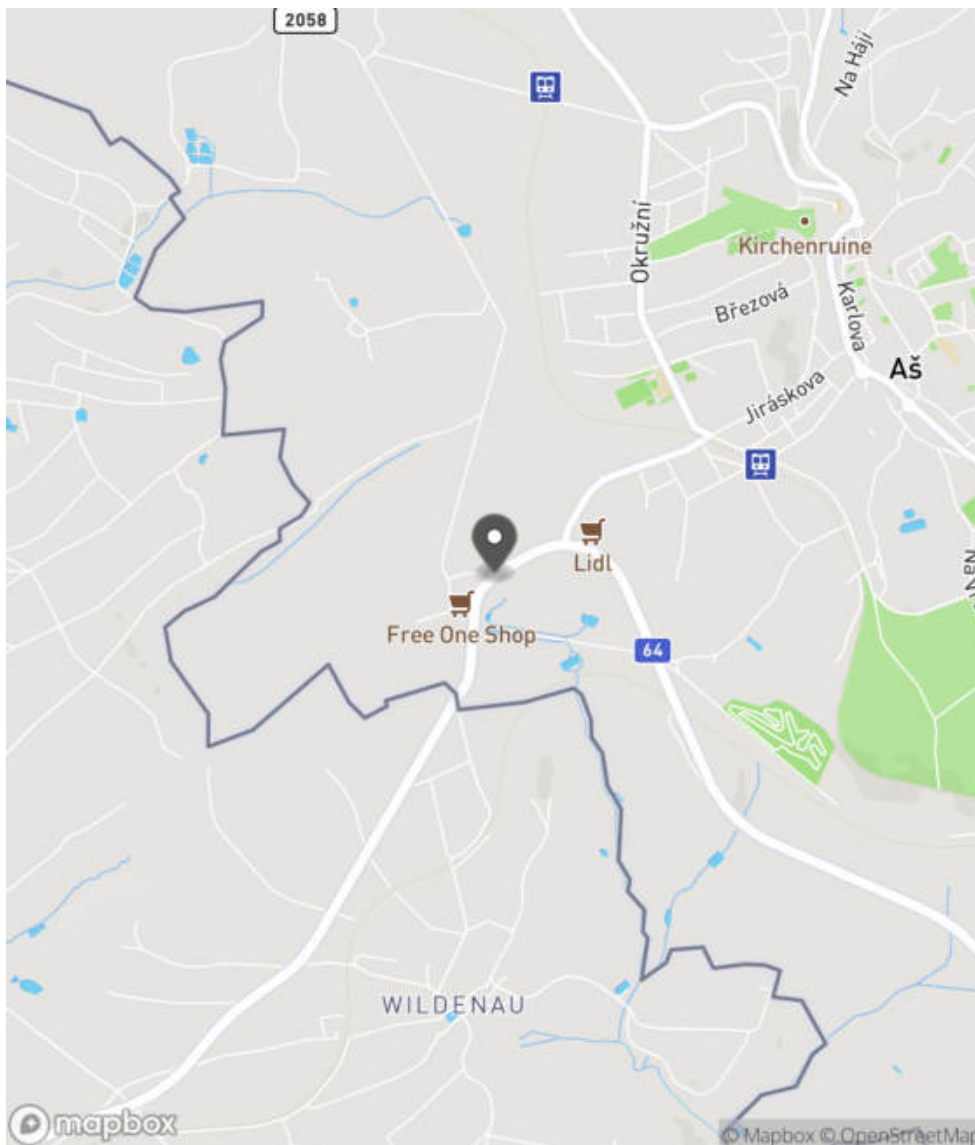 2058
Na Háji
Okružní
Kirchenruine
Březová
Karlova
Aš
Jiráskova
Lidl
Free One Shop
64
WILDENAU
mapbox
© Mapbox © OpenStreetMap